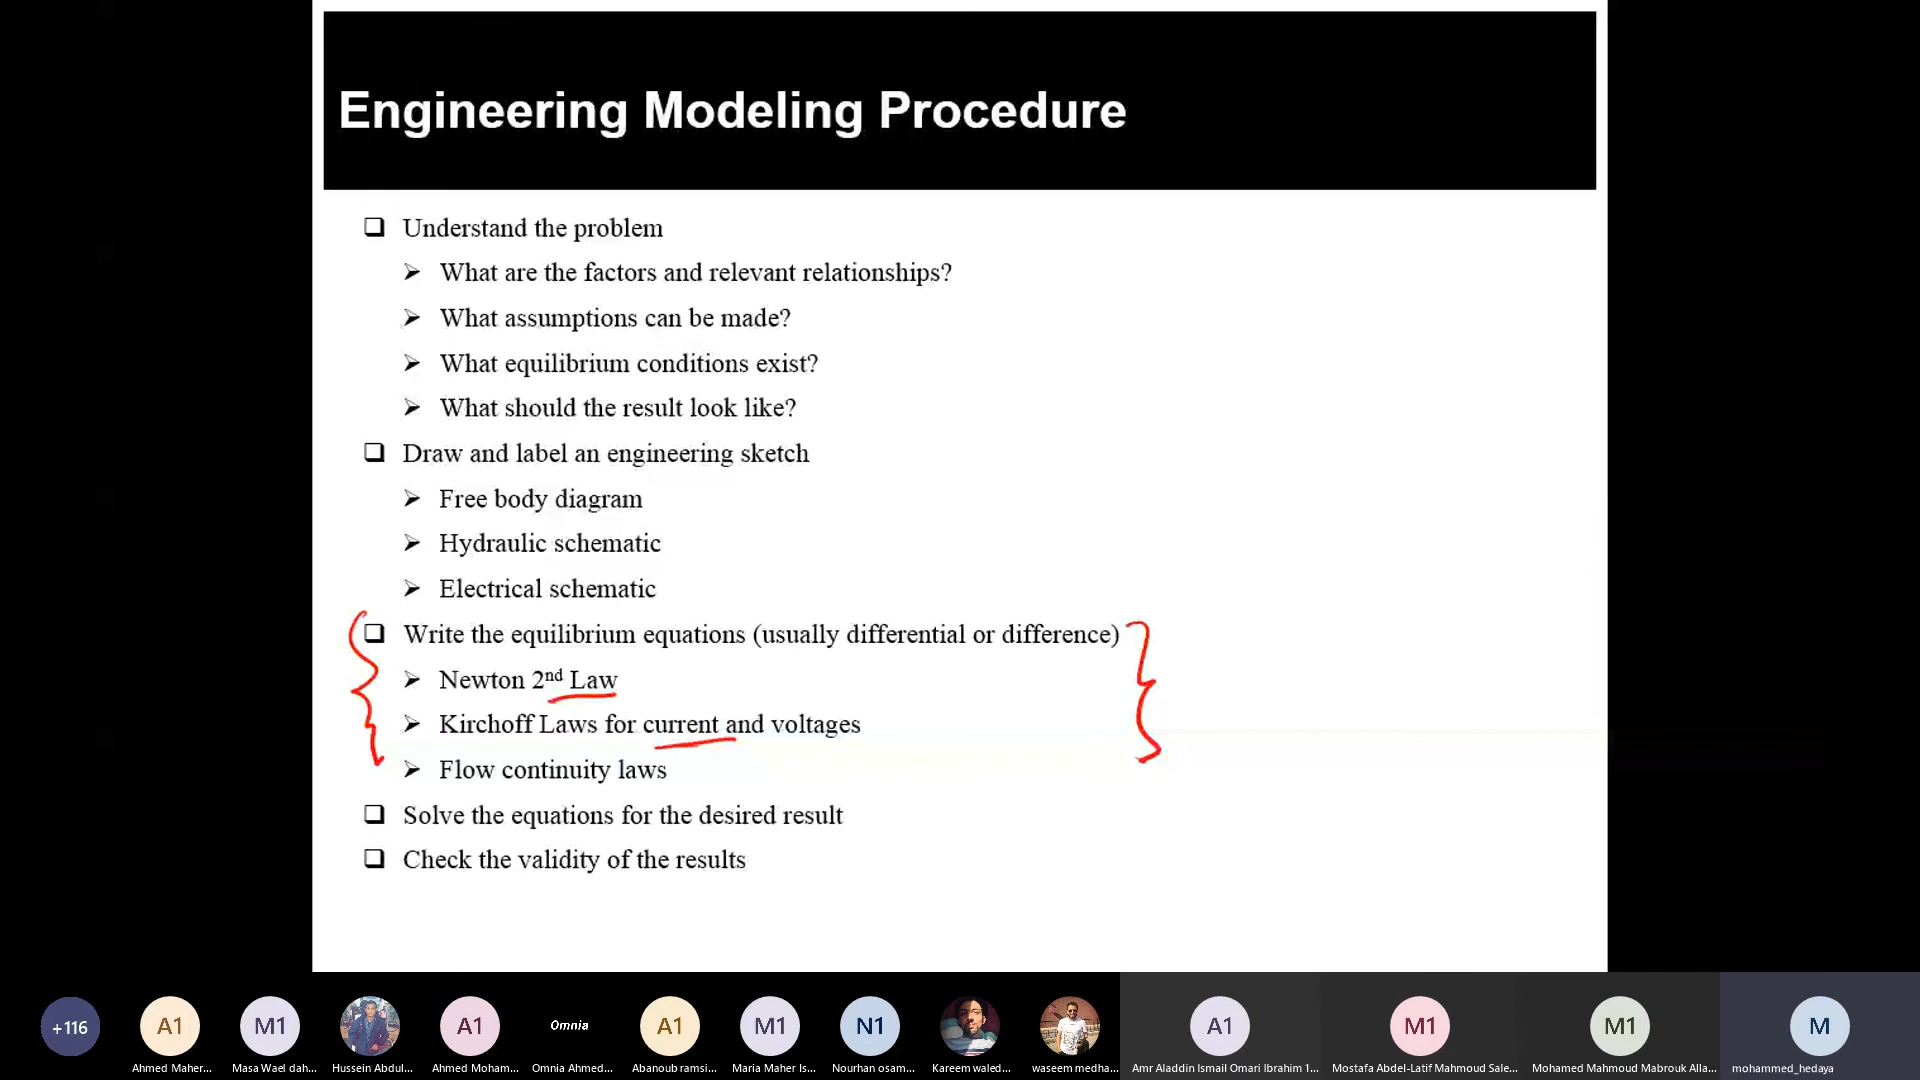 Engineering Modeling Procedure
Understand the problem
What are the factors and relevant relationships?
What assumptions can be made?
What equilibrium conditions exist?
What should the result look like?
Draw and label an engineering sketch
Free body diagram
Hydraulic schematic
Electrical schematic
Write the equilibrium equations (usually differential or difference)
Newton 2nd Law
Kirchoff Laws for current and voltages
Flow continuity laws
Solve the equations for the desired result
Check the validity of the results
+116 A1 M1 A1 Omnia A1 M1 N1 A1 M1 M1 M
Ahmed Maher... Masa Wael dah... Hussein Abdul... Ahmed Moham... Omnia Ahmed... Abanoub ramsi... Maria Maher Is... Nourhan osam... Kareem waled... waseem medha... Amr Aladdin Ismail Omari Ibrahim 1... Mostafa Abdel-Latif Mahmoud Sale... Mohamed Mahmoud Mabrouk Alla... mohammed_hedaya